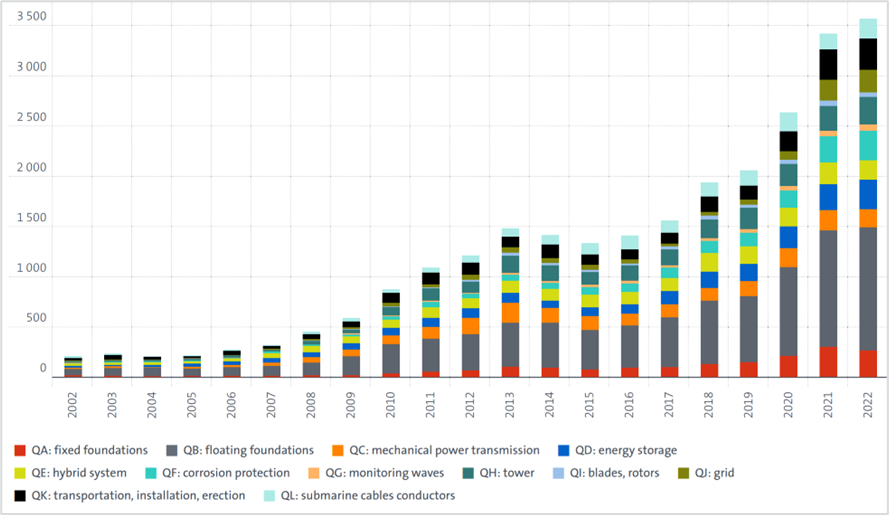 3 500
3 000
2 500
2 000
1 500
1 000
500
0
2002 2003 2004 2005 2006 2007 2008 2009 2010 2011 2012 2013 2014 2015 2016 2017 2018 2019 2020 2021 2022
QA: fixed foundations QB: floating foundations QC: mechanical power transmission QD: energy storage
QE: hybrid system QF: corrosion protection QG: monitoring waves QH: tower QI: blades, rotors QJ: grid
QK: transportation, installation, erection QL: submarine cables conductors